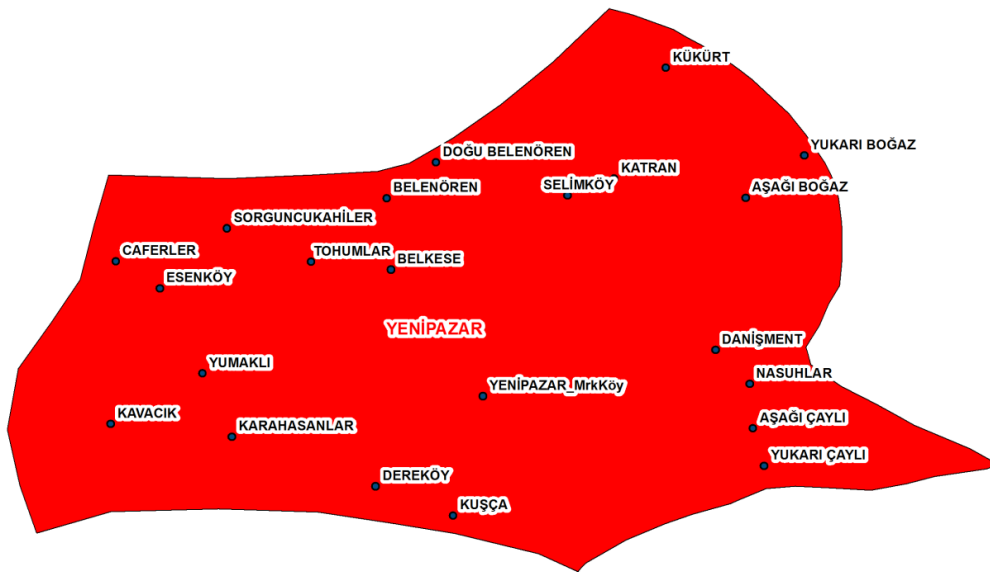 KÜKÜRT
YUKARI BOĞAZ
DOĞU BELENÖREN
KATRAN
SELİMKÖY
BELENÖREN
AŞAĞI BOĞAZ
SORGUNCUKAHİLER
CAFERLER
TOHUMLAR
BELKESE
ESENKÖY
YENİPAZAR
DANİŞMENT
YUMAKLI
NASUHLAR
YENİPAZAR_MrkKöy
KAVACIK
AŞAĞI ÇAYLI
KARAHASANLAR
YUKARI ÇAYLI
DEREKÖY
KUŞÇA